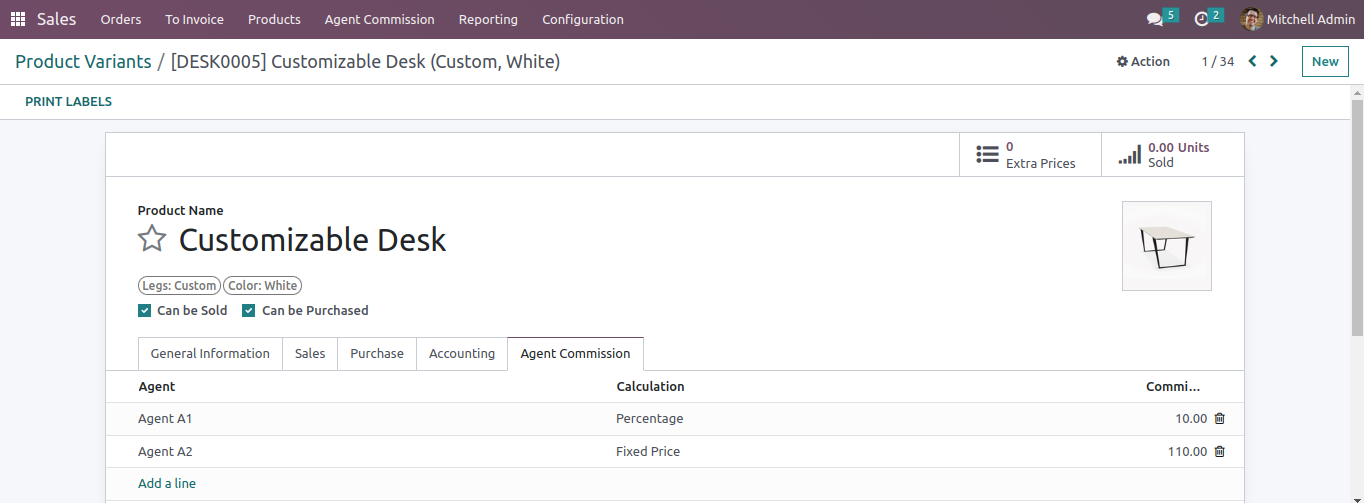 Sales Orders To Invoice Products Agent Commission Reporting Configuration 5 2 Mitchell Admin
Product Variants / [DESK0005] Customizable Desk (Custom, White) Action 1 / 34 New
PRINT LABELS
0
Extra Prices
0.00 Units
Sold
Product Name
Customizable Desk
Legs: Custom Color: White
Can be Sold Can be Purchased
General Information Sales Purchase Accounting Agent Commission
Agent Calculation Commi...
Agent A1 Percentage 10.00
Agent A2 Fixed Price 110.00
Add a line